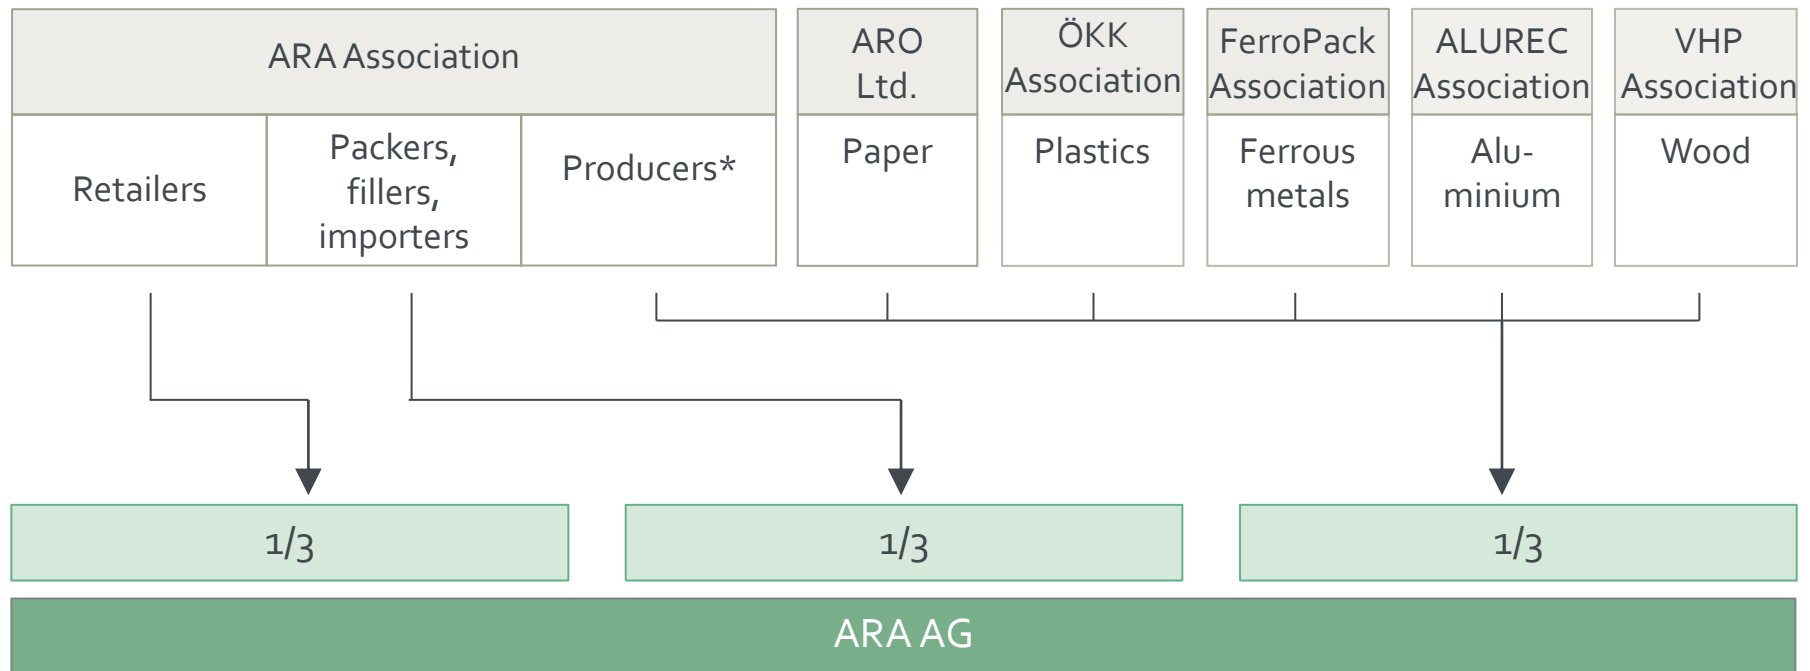 ARA Association
ARO
Ltd.
ÖKK
Association
FerroPack
Association
ALUREC
Association
VHP
Association
Retailers
Packers,
fillers,
importers
Producers*
Paper
Plastics
Ferrous
metals
Alu-
minium
Wood
1/3
1/3
1/3
ARA AG